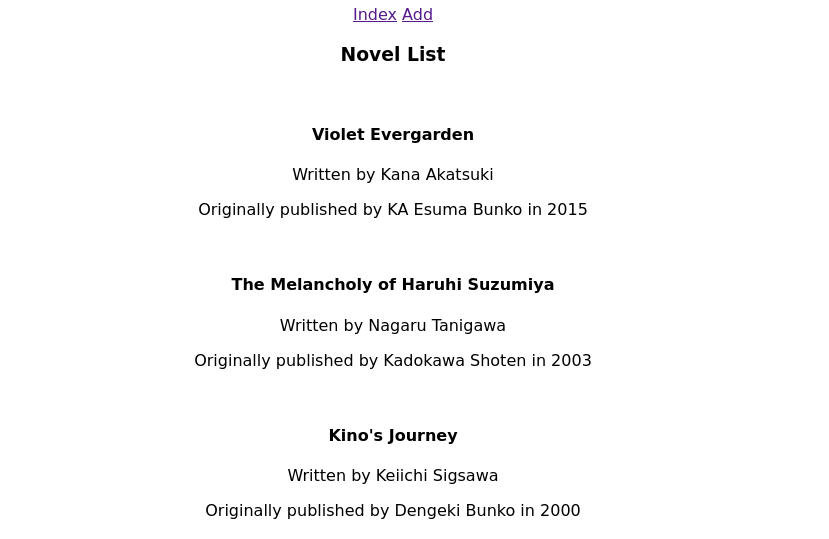 Index Add
Novel List
Violet Evergarden
Written by Kana Akatsuki
Originally published by KA Esuma Bunko in 2015
The Melancholy of Haruhi Suzumiya
Written by Nagaru Tanigawa
Originally published by Kadokawa Shoten in 2003
Kino's Journey
Written by Keiichi Sigsawa
Originally published by Dengeki Bunko in 2000